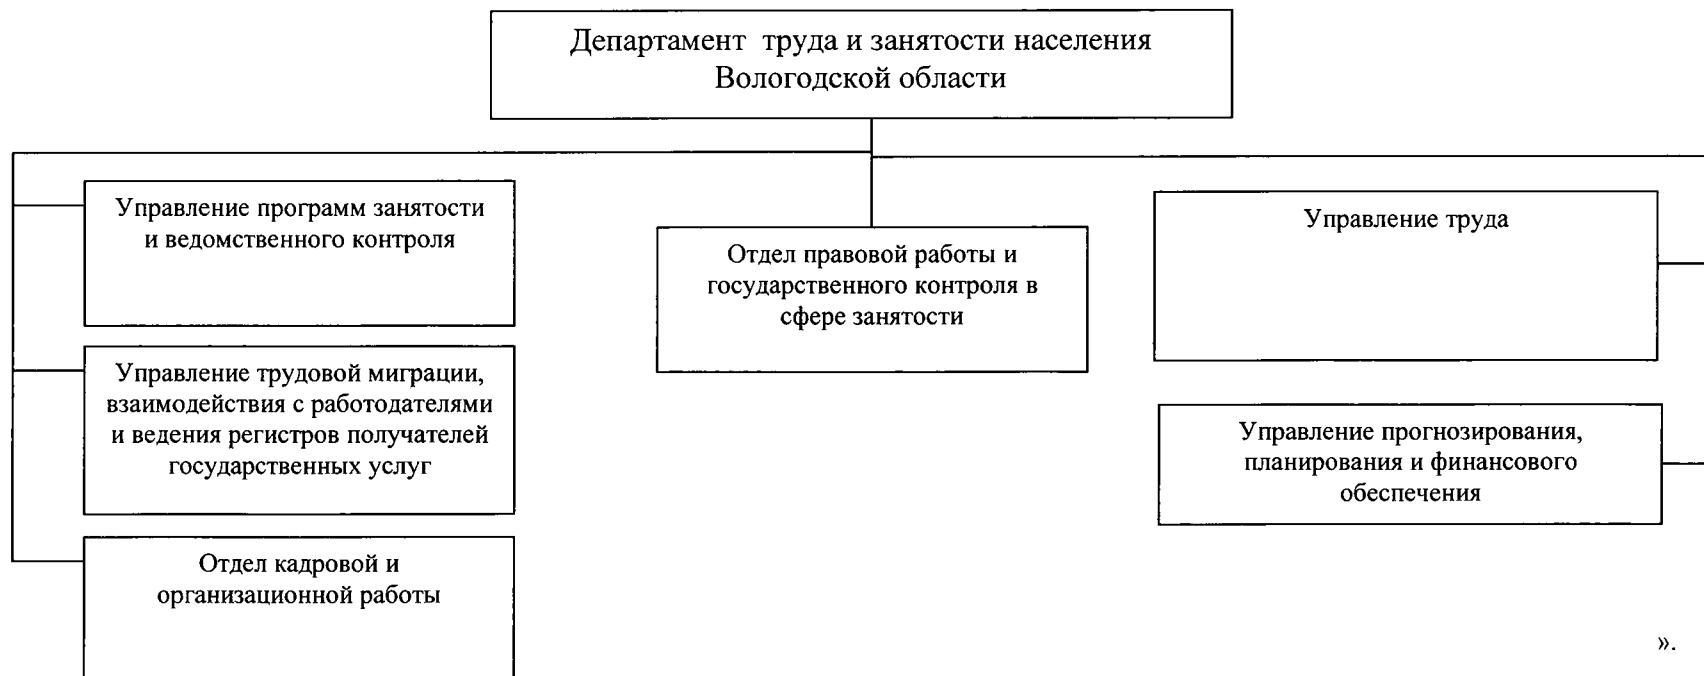 Департамент труда и занятости населения
Вологодской области
Управление программ занятости
и ведомственного контроля
Управление трудовой миграции,
взаимодействия с работодателями
и ведения регистров получателей
государственных услуг
Отдел кадровой и
организационной работы
Отдел правовой работы и
государственного контроля в
сфере занятости
Управление труда
Управление прогнозирования,
планирования и финансового
обеспечения
».